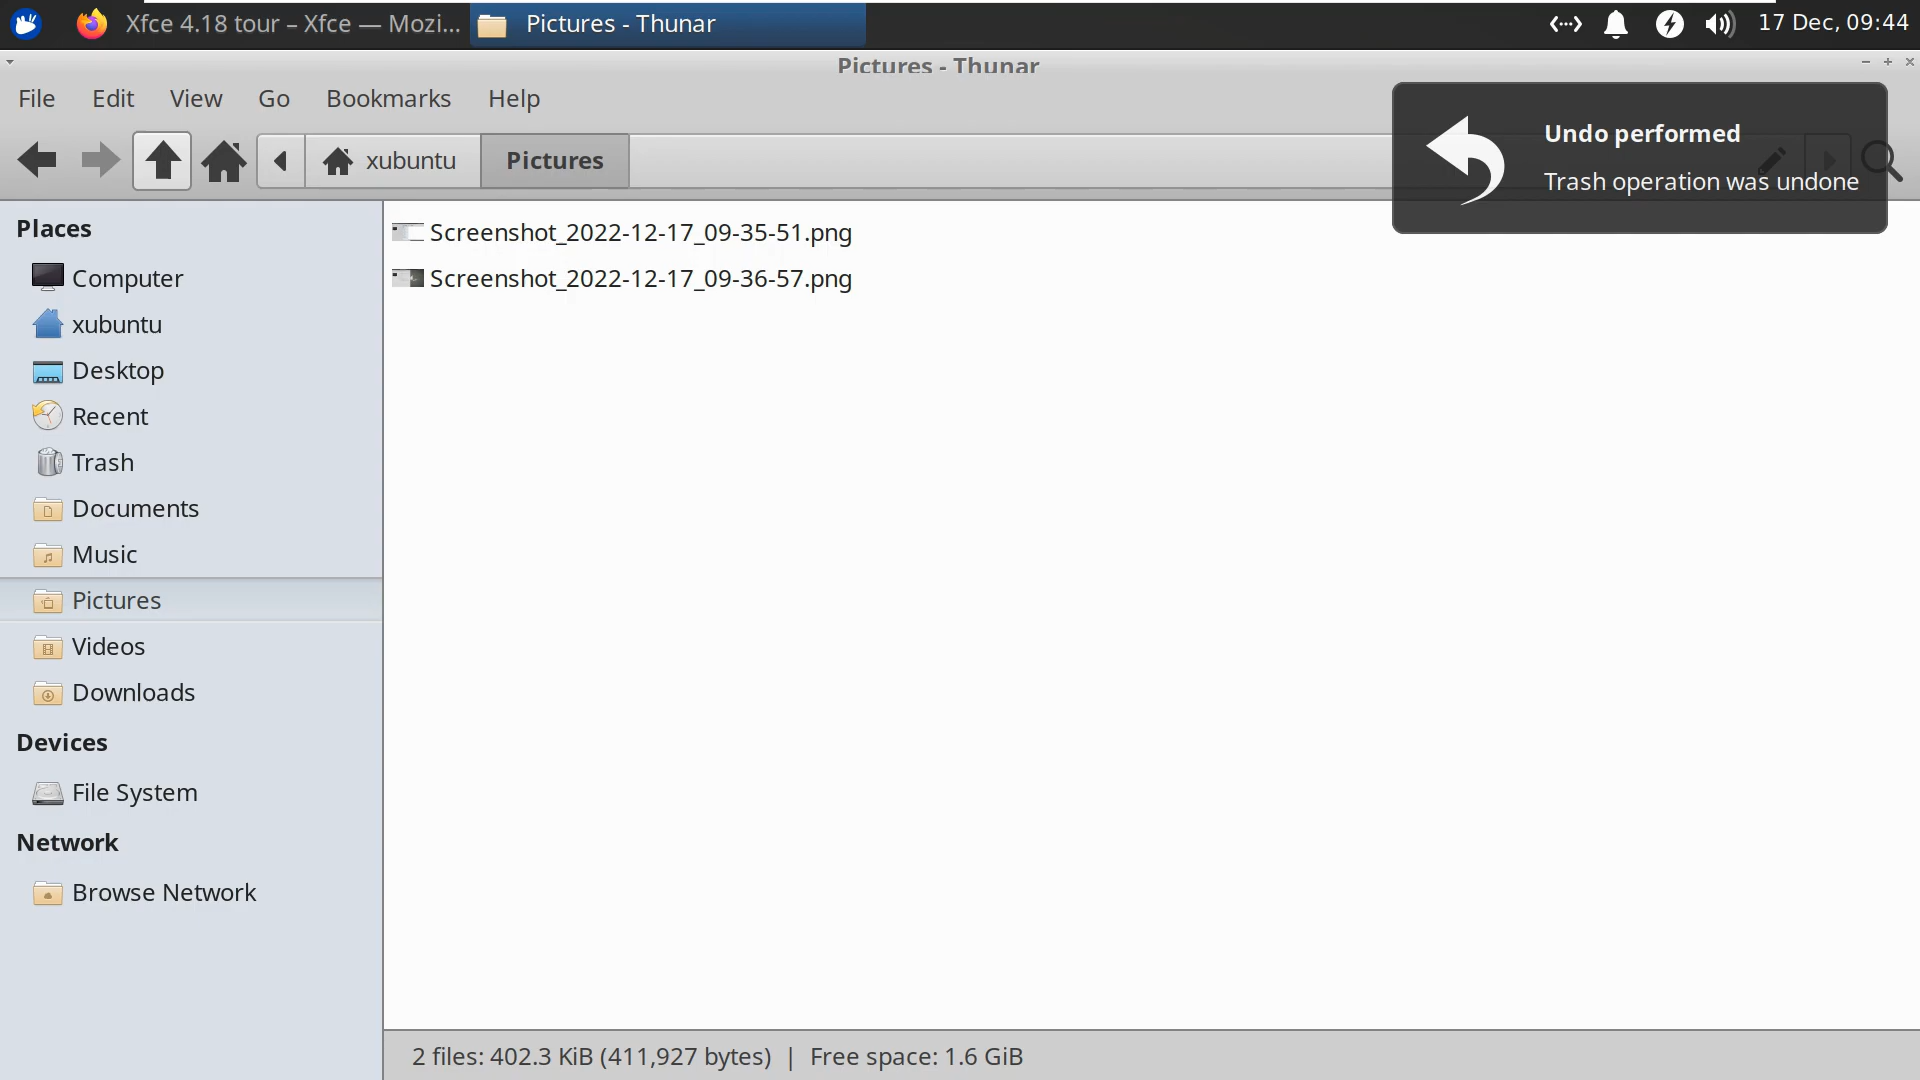 Xfce 4.18 tour – Xfce — Mozi...
Pictures - Thunar
17 Dec, 09:44
Pictures - Thunar
File Edit View Go Bookmarks Help
xubuntu
Pictures
Undo performed
Trash operation was undone
Places
Computer
xubuntu
Desktop
Recent
Trash
Documents
Music
Pictures
Videos
Downloads
Devices
File System
Network
Browse Network
Screenshot_2022-12-17_09-35-51.png
Screenshot_2022-12-17_09-36-57.png
2 files: 402.3 KiB (411,927 bytes) | Free space: 1.6 GiB